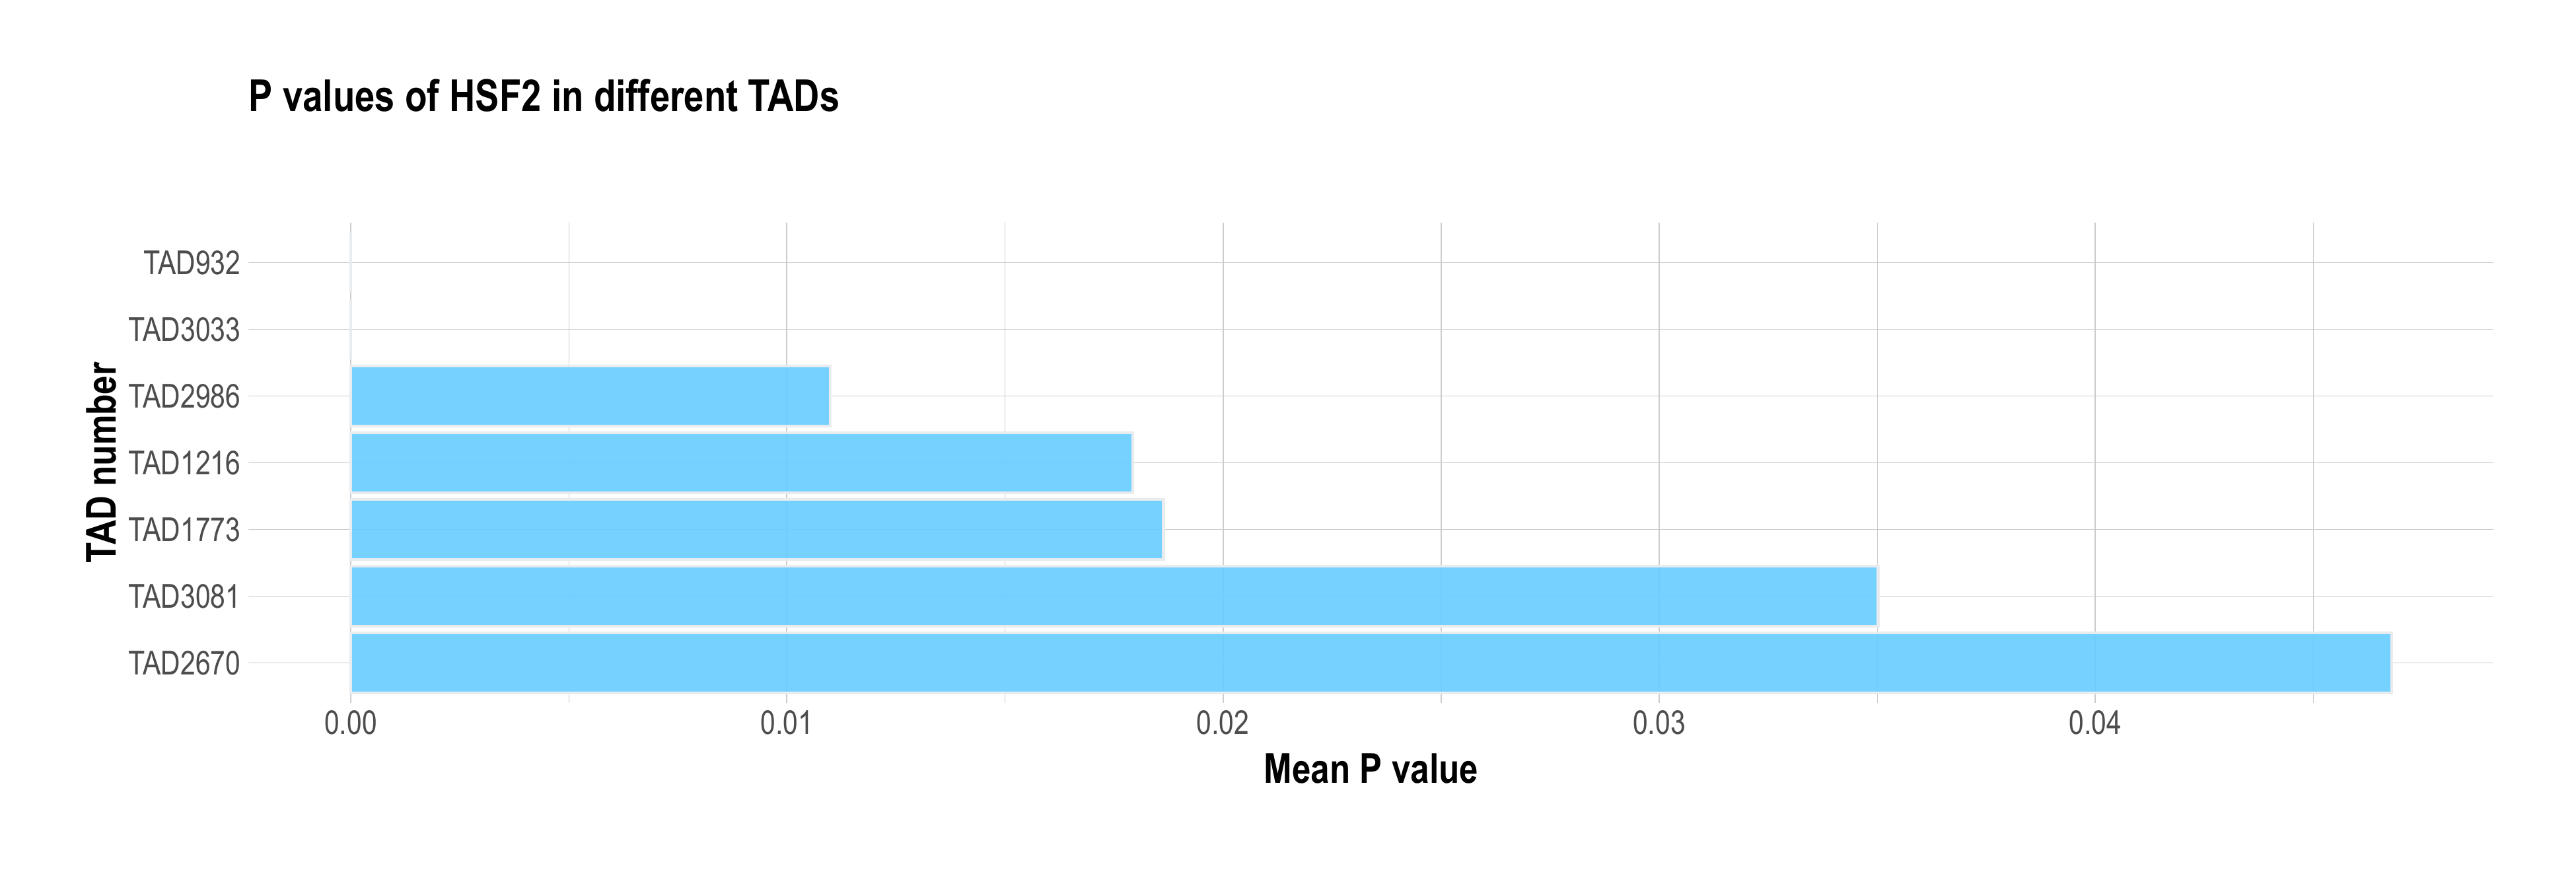 P values of HSF2 in different TADs
TAD number
TAD932
TAD3033
TAD2986
TAD1216
TAD1773
TAD3081
TAD2670
0.00 0.01 0.02 0.03 0.04
Mean P value